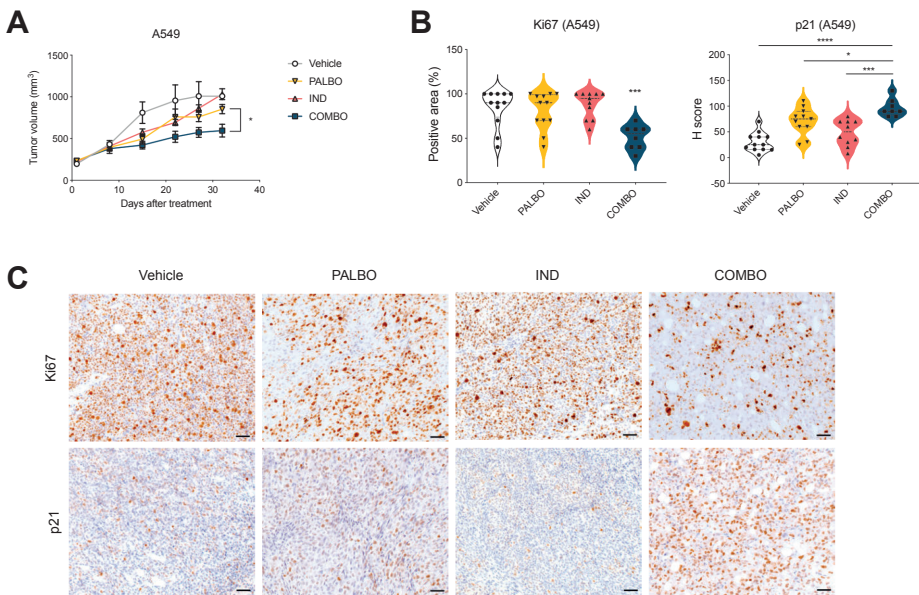 A
A549
Tumor volume (mm³)
1500
1000
500
0
0
10
20
30
40
Days after treatment
Vehicle
PALBO
IND
COMBO
*
B
Ki67 (A549)
Positive area (%)
150
100
50
0
***
Vehicle
PALBO
IND
COMBO
p21 (A549)
H score
250
200
150
100
50
0
-50
****
*
***
Vehicle
PALBO
IND
COMBO
C
Vehicle
PALBO
IND
COMBO
Ki67
p21